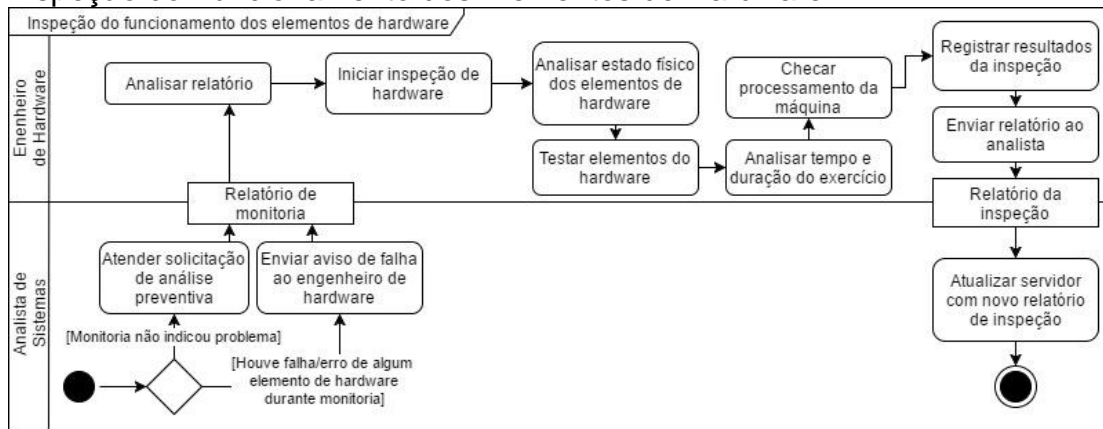 Inspeção do funcionamento dos elementos de hardware
Enenheiro
de Hardware
Analisar relatório
Iniciar inspeção de
hardware
Analisar estado físico
dos elementos de
hardware
Testar elementos do
hardware
Analisar tempo e
duração do exercício
Checar
processamento da
máquina
Registrar resultados
da inspeção
Enviar relatório ao
analista
Relatório de
monitoria
Relatório da
inspeção
Analista de
Sistemas
Atender solicitação
de análise
preventiva
Enviar aviso de falha
ao engenheiro de
hardware
[Monitoria não indicou problema]
[Houve falha/erro de algum
elemento de hardware
durante monitoria]
Atualizar servidor
com novo relatório
de inspeção